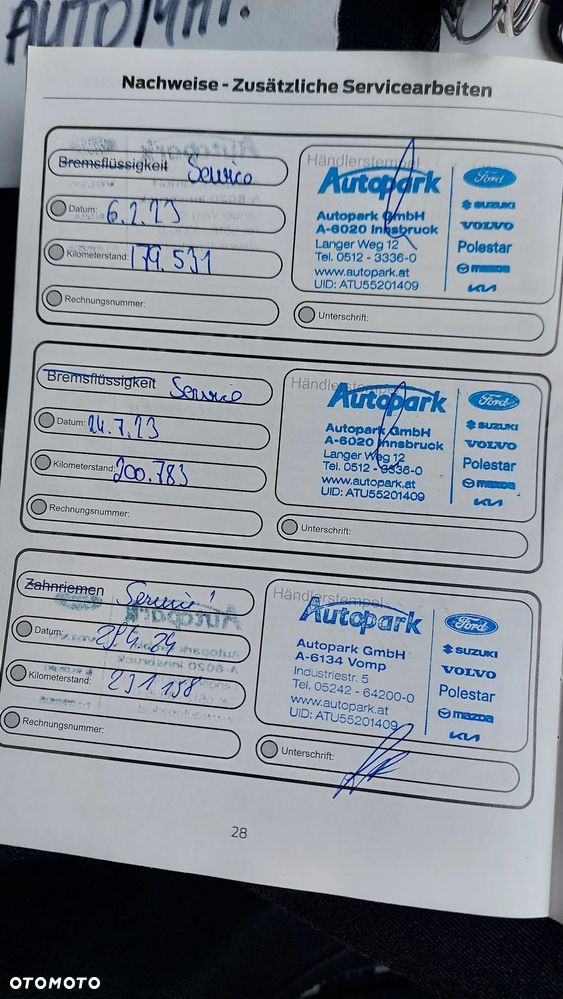 AUTOMAT.
Nachweise - Zusätzliche Servicearbeiten
Bremsflüssigkeit Service
Datum: 6.2.23
Kilometerstand: 179.531
Rechnungsnummer:
Händlerstempel
Autopark
Autopark GmbH
A-6020 Innsbruck
Langer Weg 12
Tel. 0512 - 3336-0
www.autopark.at
UID: ATU55201409
Ford
SUZUKI
VOLVO
Polestar
mazda
KIA
Unterschrift:
Bremsflüssigkeit Service
Datum: 24.7.23
Kilometerstand: 200.783
Rechnungsnummer:
Händlerstempel
Autopark
Autopark GmbH
A-6020 Innsbruck
Langer Weg 12
Tel. 0512 - 3336-0
www.autopark.at
UID: ATU55201409
Ford
SUZUKI
VOLVO
Polestar
mazda
KIA
Unterschrift:
Zahnriemen Service!
Datum: 4.24
Kilometerstand: 231 158
Rechnungsnummer:
Händlerstempel
Autopark
Autopark GmbH
A-6134 Vomp
Industriestr. 5
Tel. 05242 - 64200-0
www.autopark.at
UID: ATU55201409
Ford
SUZUKI
VOLVO
Polestar
mazda
KIA
Unterschrift:
28
OTOMOTO